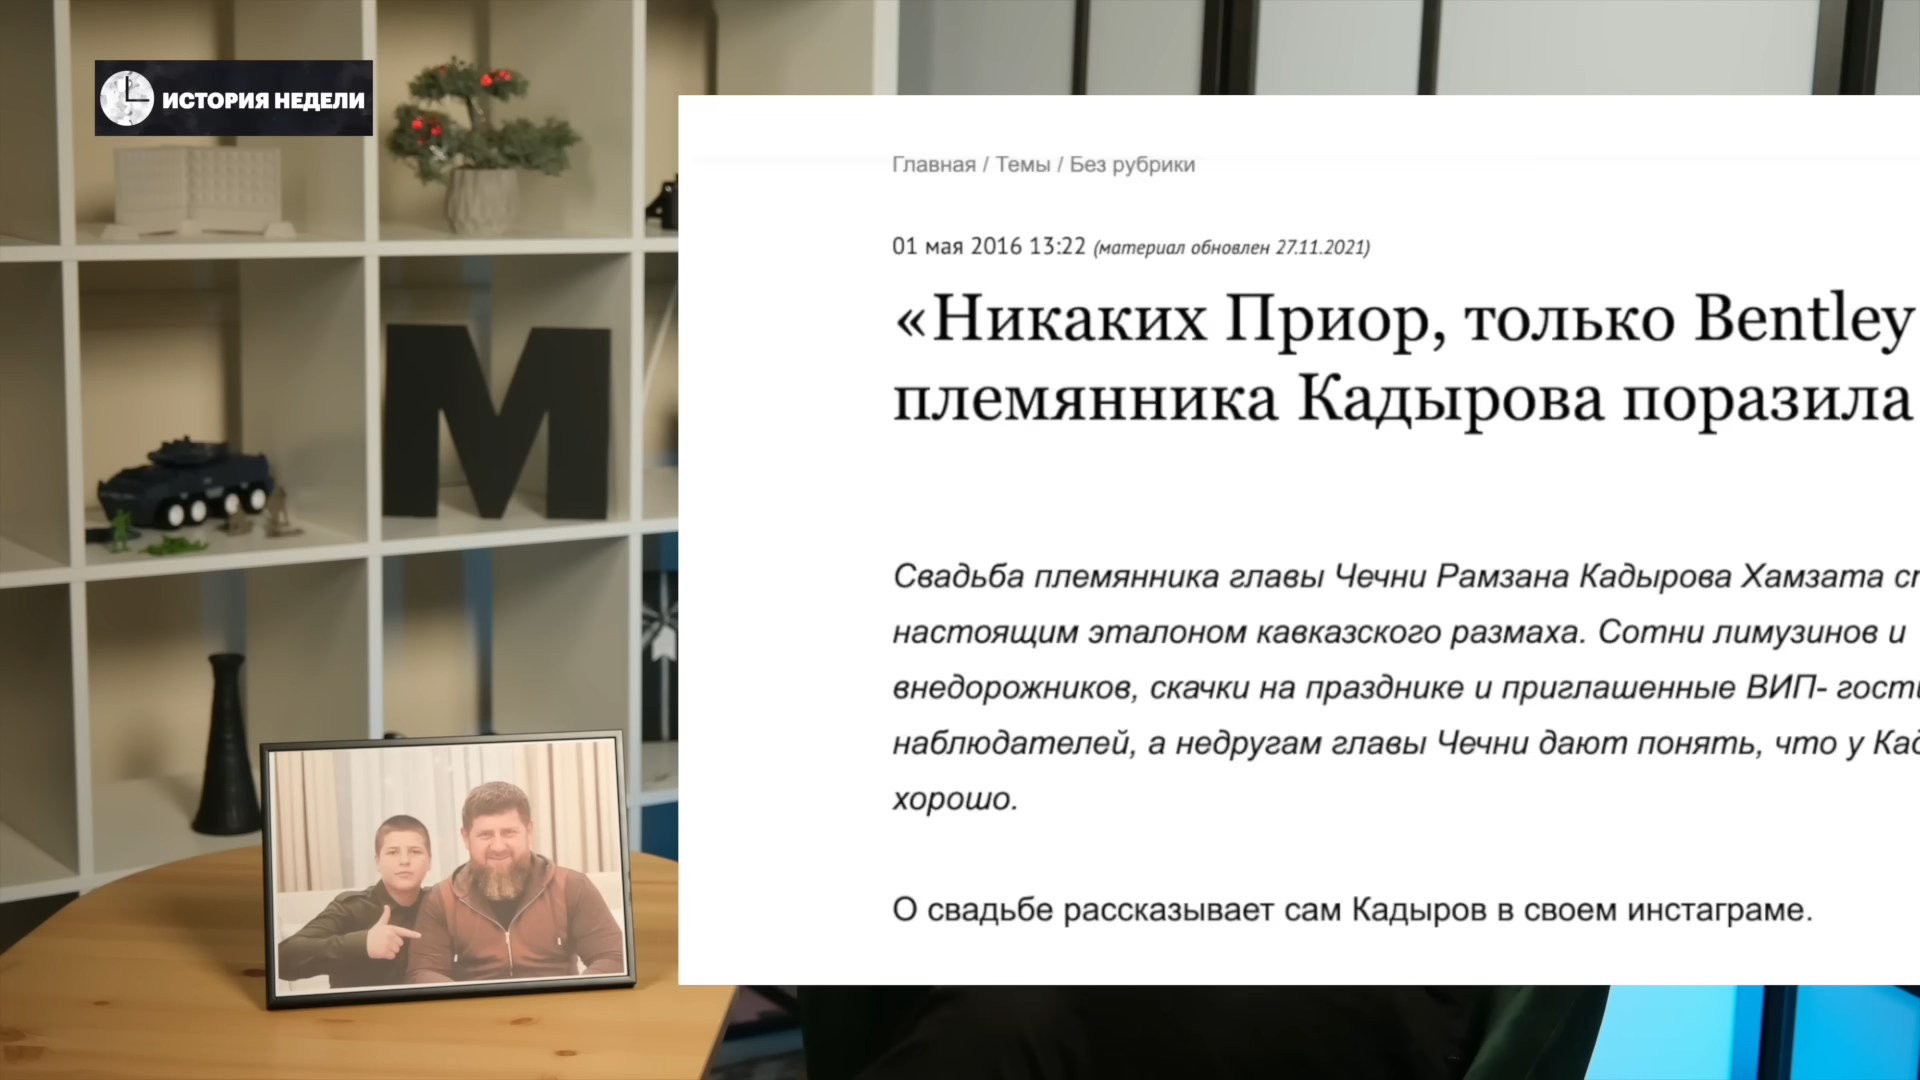 ИСТОРИЯ НЕДЕЛИ
M
Главная / Темы / Без рубрики
01 мая 2016 13:22 (материал обновлен 27.11.2021)
«Никаких Приор, только Bentley
племянника Кадырова поразила
Свадьба племянника главы Чечни Рамзана Кадырова Хамзата
настоящим эталоном кавказского размаха. Сотни лимузинов и
внедорожников, скачки на празднике и приглашенные ВИП-
наблюдателей, а недругам главы Чечни дают понять, что у
хорошо.
О свадьбе рассказывает сам Кадыров в своем инстаграме.